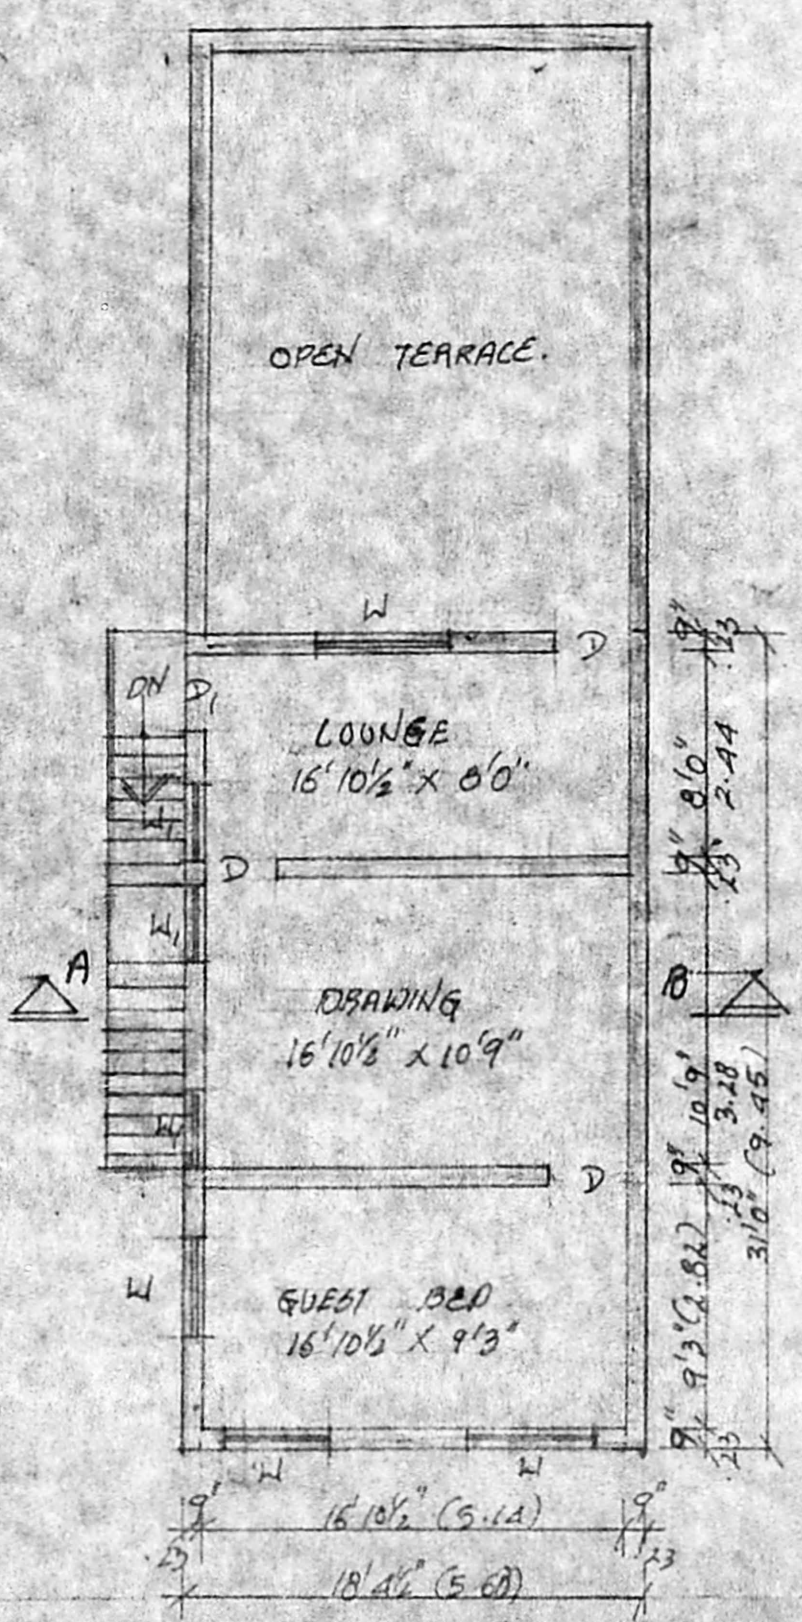 OPEN TERRACE.
W
D
DN
D1
LOUNGE
16'10½" X 8'0"
W1
D
W1
A
B
DRAWING
16'10½" X 10'9"
W1
D
W
GUEST BED
16'10½" X 9'3"
W
W
9"
.23
8'0"
2.44
9"
.23
10'9"
3.28
9"
.23
9'3" (2.82)
9"
.23
31'0" (9.45)
9"
16'10½" (5.14)
9"
.23
.23
18'4½" (5.60)